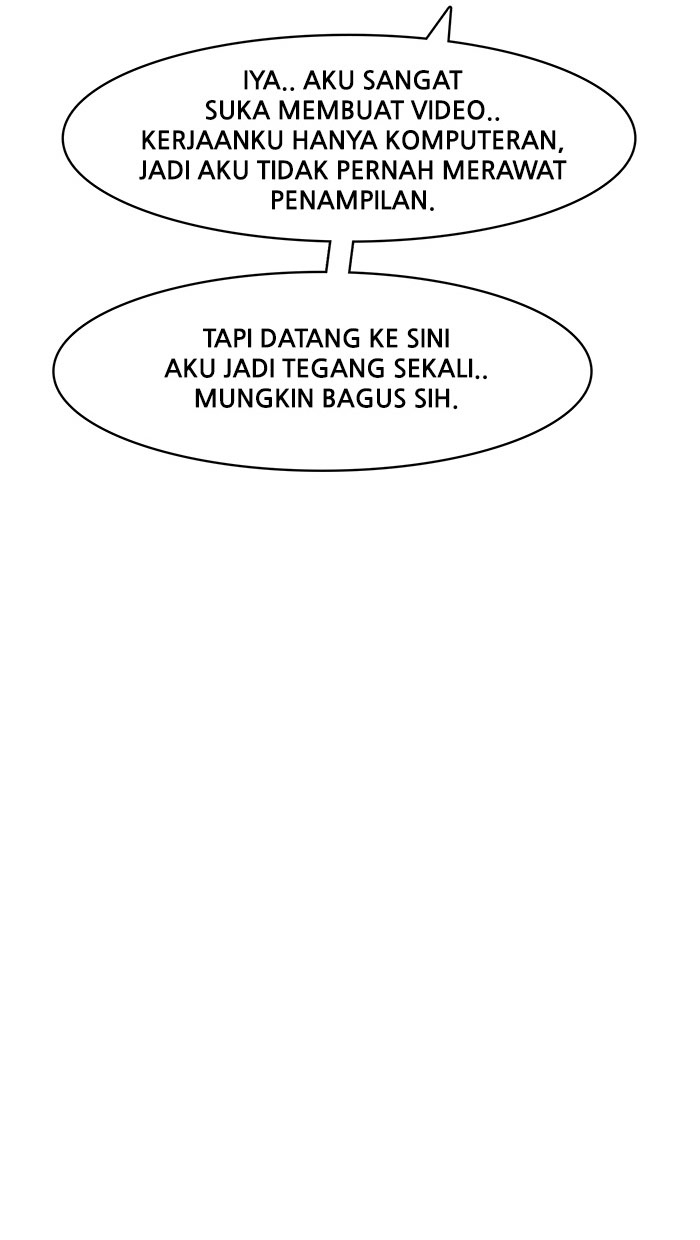 IYA.. AKU SANGAT
SUKA MEMBUAT VIDEO..
KERJAANKU HANYA KOMPUTERAN,
JADI AKU TIDAK PERNAH MERAWAT
PENAMPILAN.
TAPI DATANG KE SINI
AKU JADI TEGANG SEKALI..
MUNGKIN BAGUS SIH.